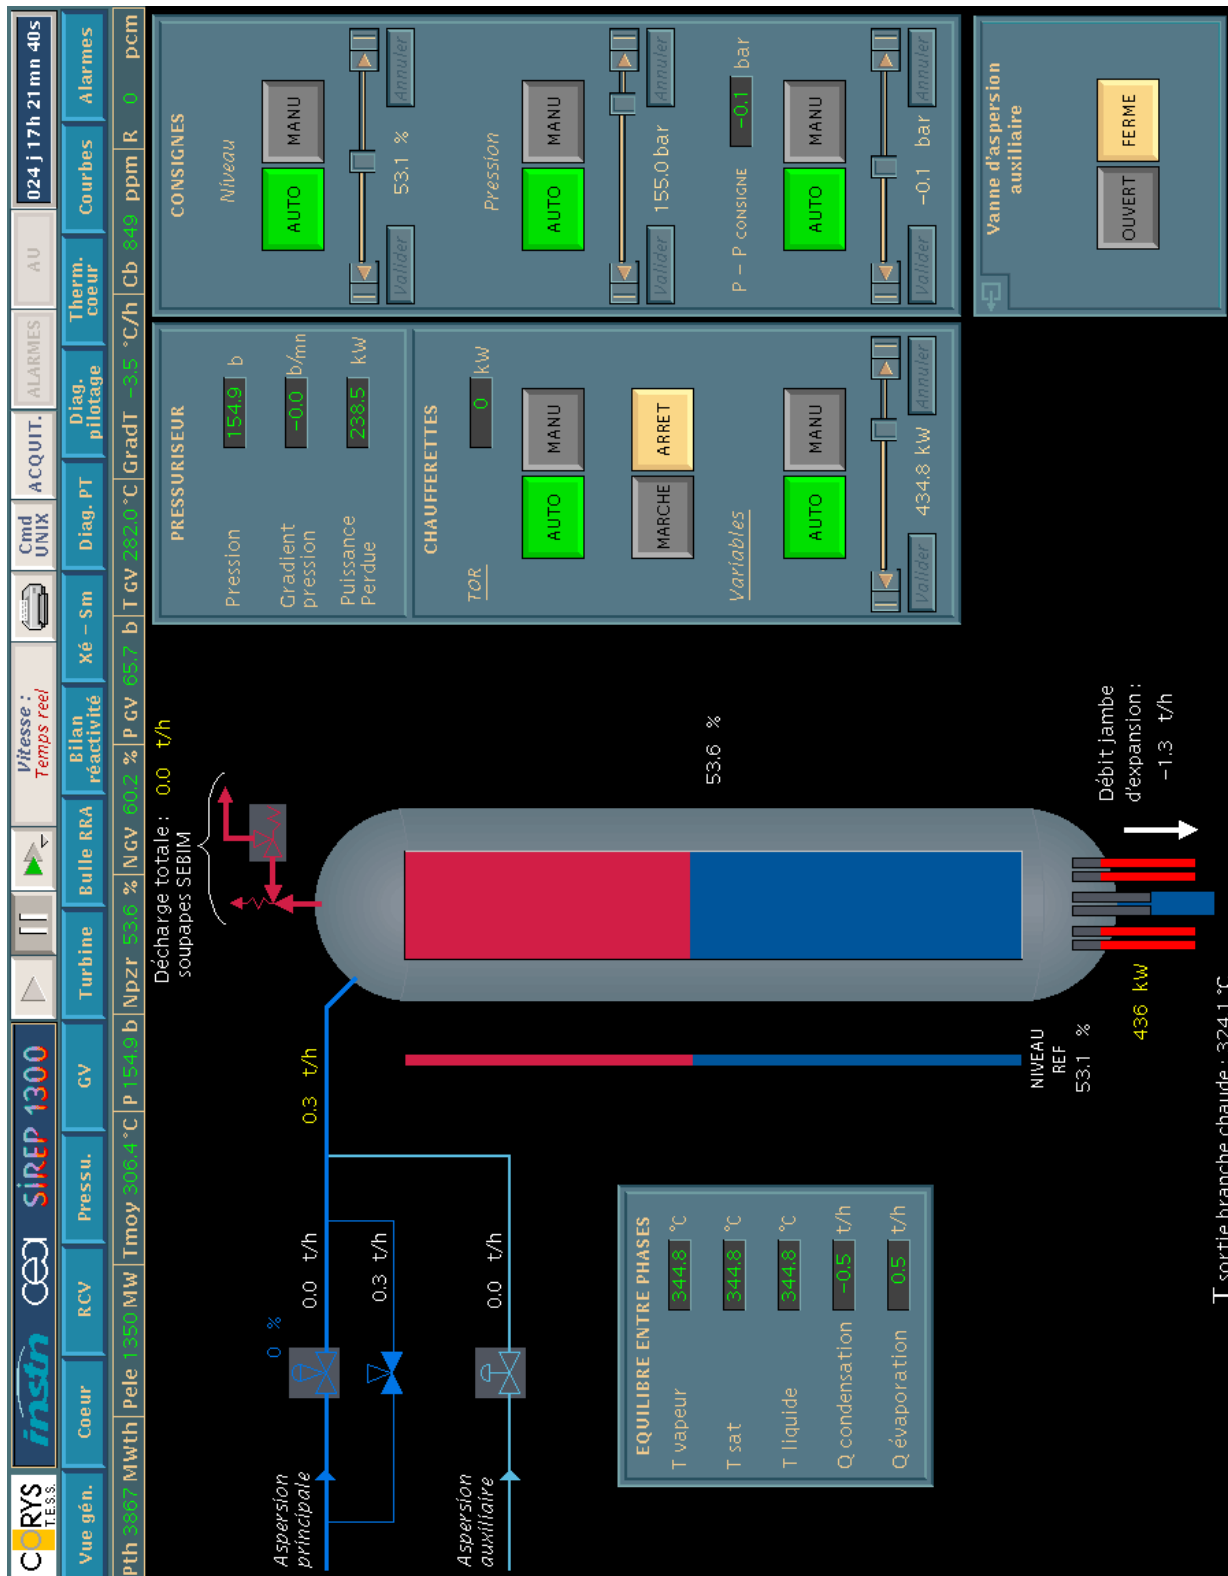 CORYS
T.E.S.S.
instn
cea
SiREP 1300
Vitesse :
Temps reel
Cmd
UNIX
ACQUIT.
ALARMES
AU
024 j 17h 21 mn 40s
Vue gén.
Coeur
RCV
Pressu.
GV
Turbine
Bulle RRA
Bilan
réactivité
Xé – Sm
Diag. PT
Diag.
pilotage
Therm.
coeur
Courbes
Alarmes
Pth 3867 MWth
Pele 1350 MW
Tmoy 306.4 °C
P 154.9 b
Npzr 53.6 %
NGV 60.2 %
P GV 65.7 b
T GV 282.0 °C
GradT -3.5 °C/h
Cb 849 ppm
R 0 pcm
Décharge totale : 0.0 t/h
soupapes SEBIM
Aspersion
principale
0 %
0.0 t/h
0.3 t/h
0.3 t/h
Aspersion
auxiliaire
0.0 t/h
EQUILIBRE ENTRE PHASES
T vapeur 344.8 °C
T sat 344.8 °C
T liquide 344.8 °C
Q condensation -0.5 t/h
Q évaporation 0.5 t/h
53.6 %
NIVEAU
REF
53.1 %
436 kW
Débit jambe
d'expansion :
-1.3 t/h
T sortie branche chaude : 324.1 °C
PRESSURISEUR
Pression 154.9 b
Gradient
pression -0.0 b/mn
Puissance
Perdue 238.5 kW
CHAUFFERETTES
TOR 0 kW
AUTO MANU
MARCHE ARRET
Variables
AUTO MANU
434.8 kW
Valider Annuler
CONSIGNES
Niveau
AUTO MANU
53.1 %
Valider Annuler
Pression
AUTO MANU
155.0 bar
Valider Annuler
P – P CONSIGNE -0.1 bar
AUTO MANU
-0.1 bar
Valider Annuler
Vanne d'aspersion
auxiliaire
OUVERT FERME